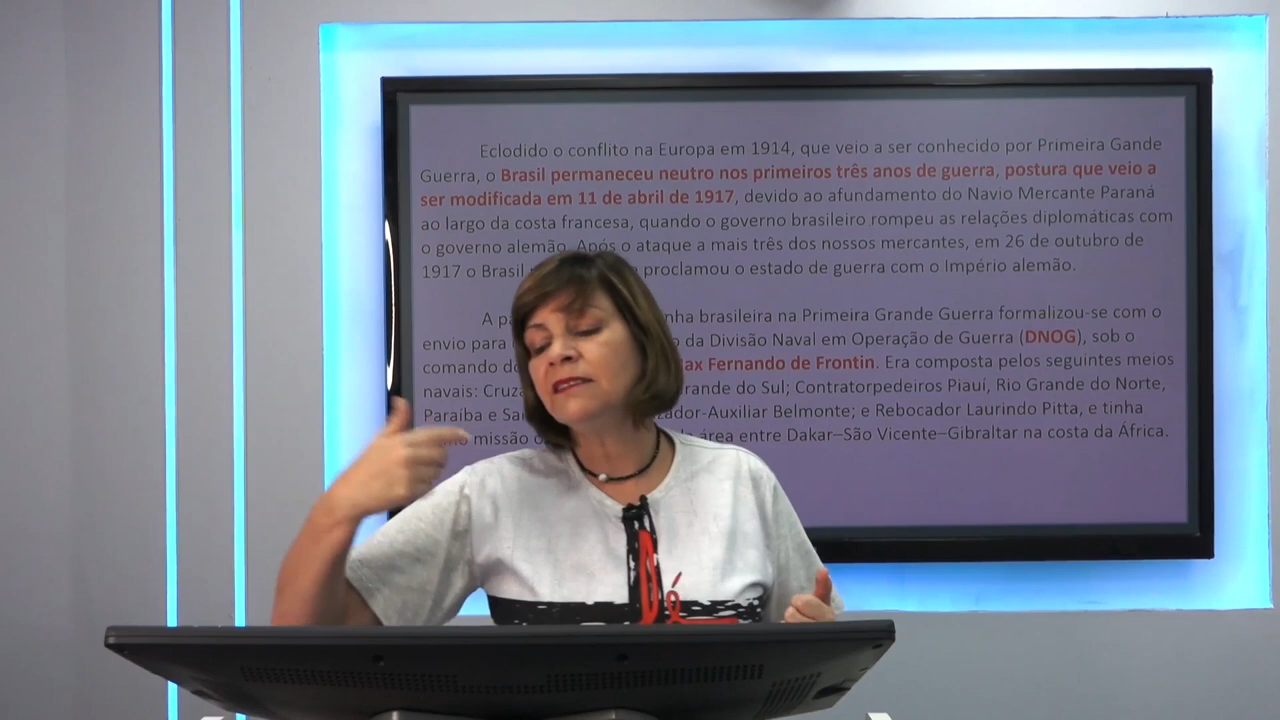 Eclodido o conflito na Europa em 1914, que veio a ser conhecido por Primeira Gande
Guerra, o Brasil permaneceu neutro nos primeiros três anos de guerra, postura que veio a
ser modificada em 11 de abril de 1917, devido ao afundamento do Navio Mercante Paraná
ao largo da costa francesa, quando o governo brasileiro rompeu as relações diplomáticas com
o governo alemão. Após o ataque a mais três dos nossos mercantes, em 26 de outubro de
1917 o Brasil proclamou o estado de guerra com o Império alemão.
A brasileira na Primeira Grande Guerra formalizou-se com o
envio para da Divisão Naval em Operação de Guerra (DNOG), sob o
comando Fernando de Frontin. Era composta pelos seguintes meios
navais: do Sul; Contratorpedeiros Piauí, Rio Grande do Norte,
Paraíba e Belmonte; e Rebocador Laurindo Pitta, e tinha
missão área entre Dakar–São Vicente–Gibraltar na costa da África.
Fé